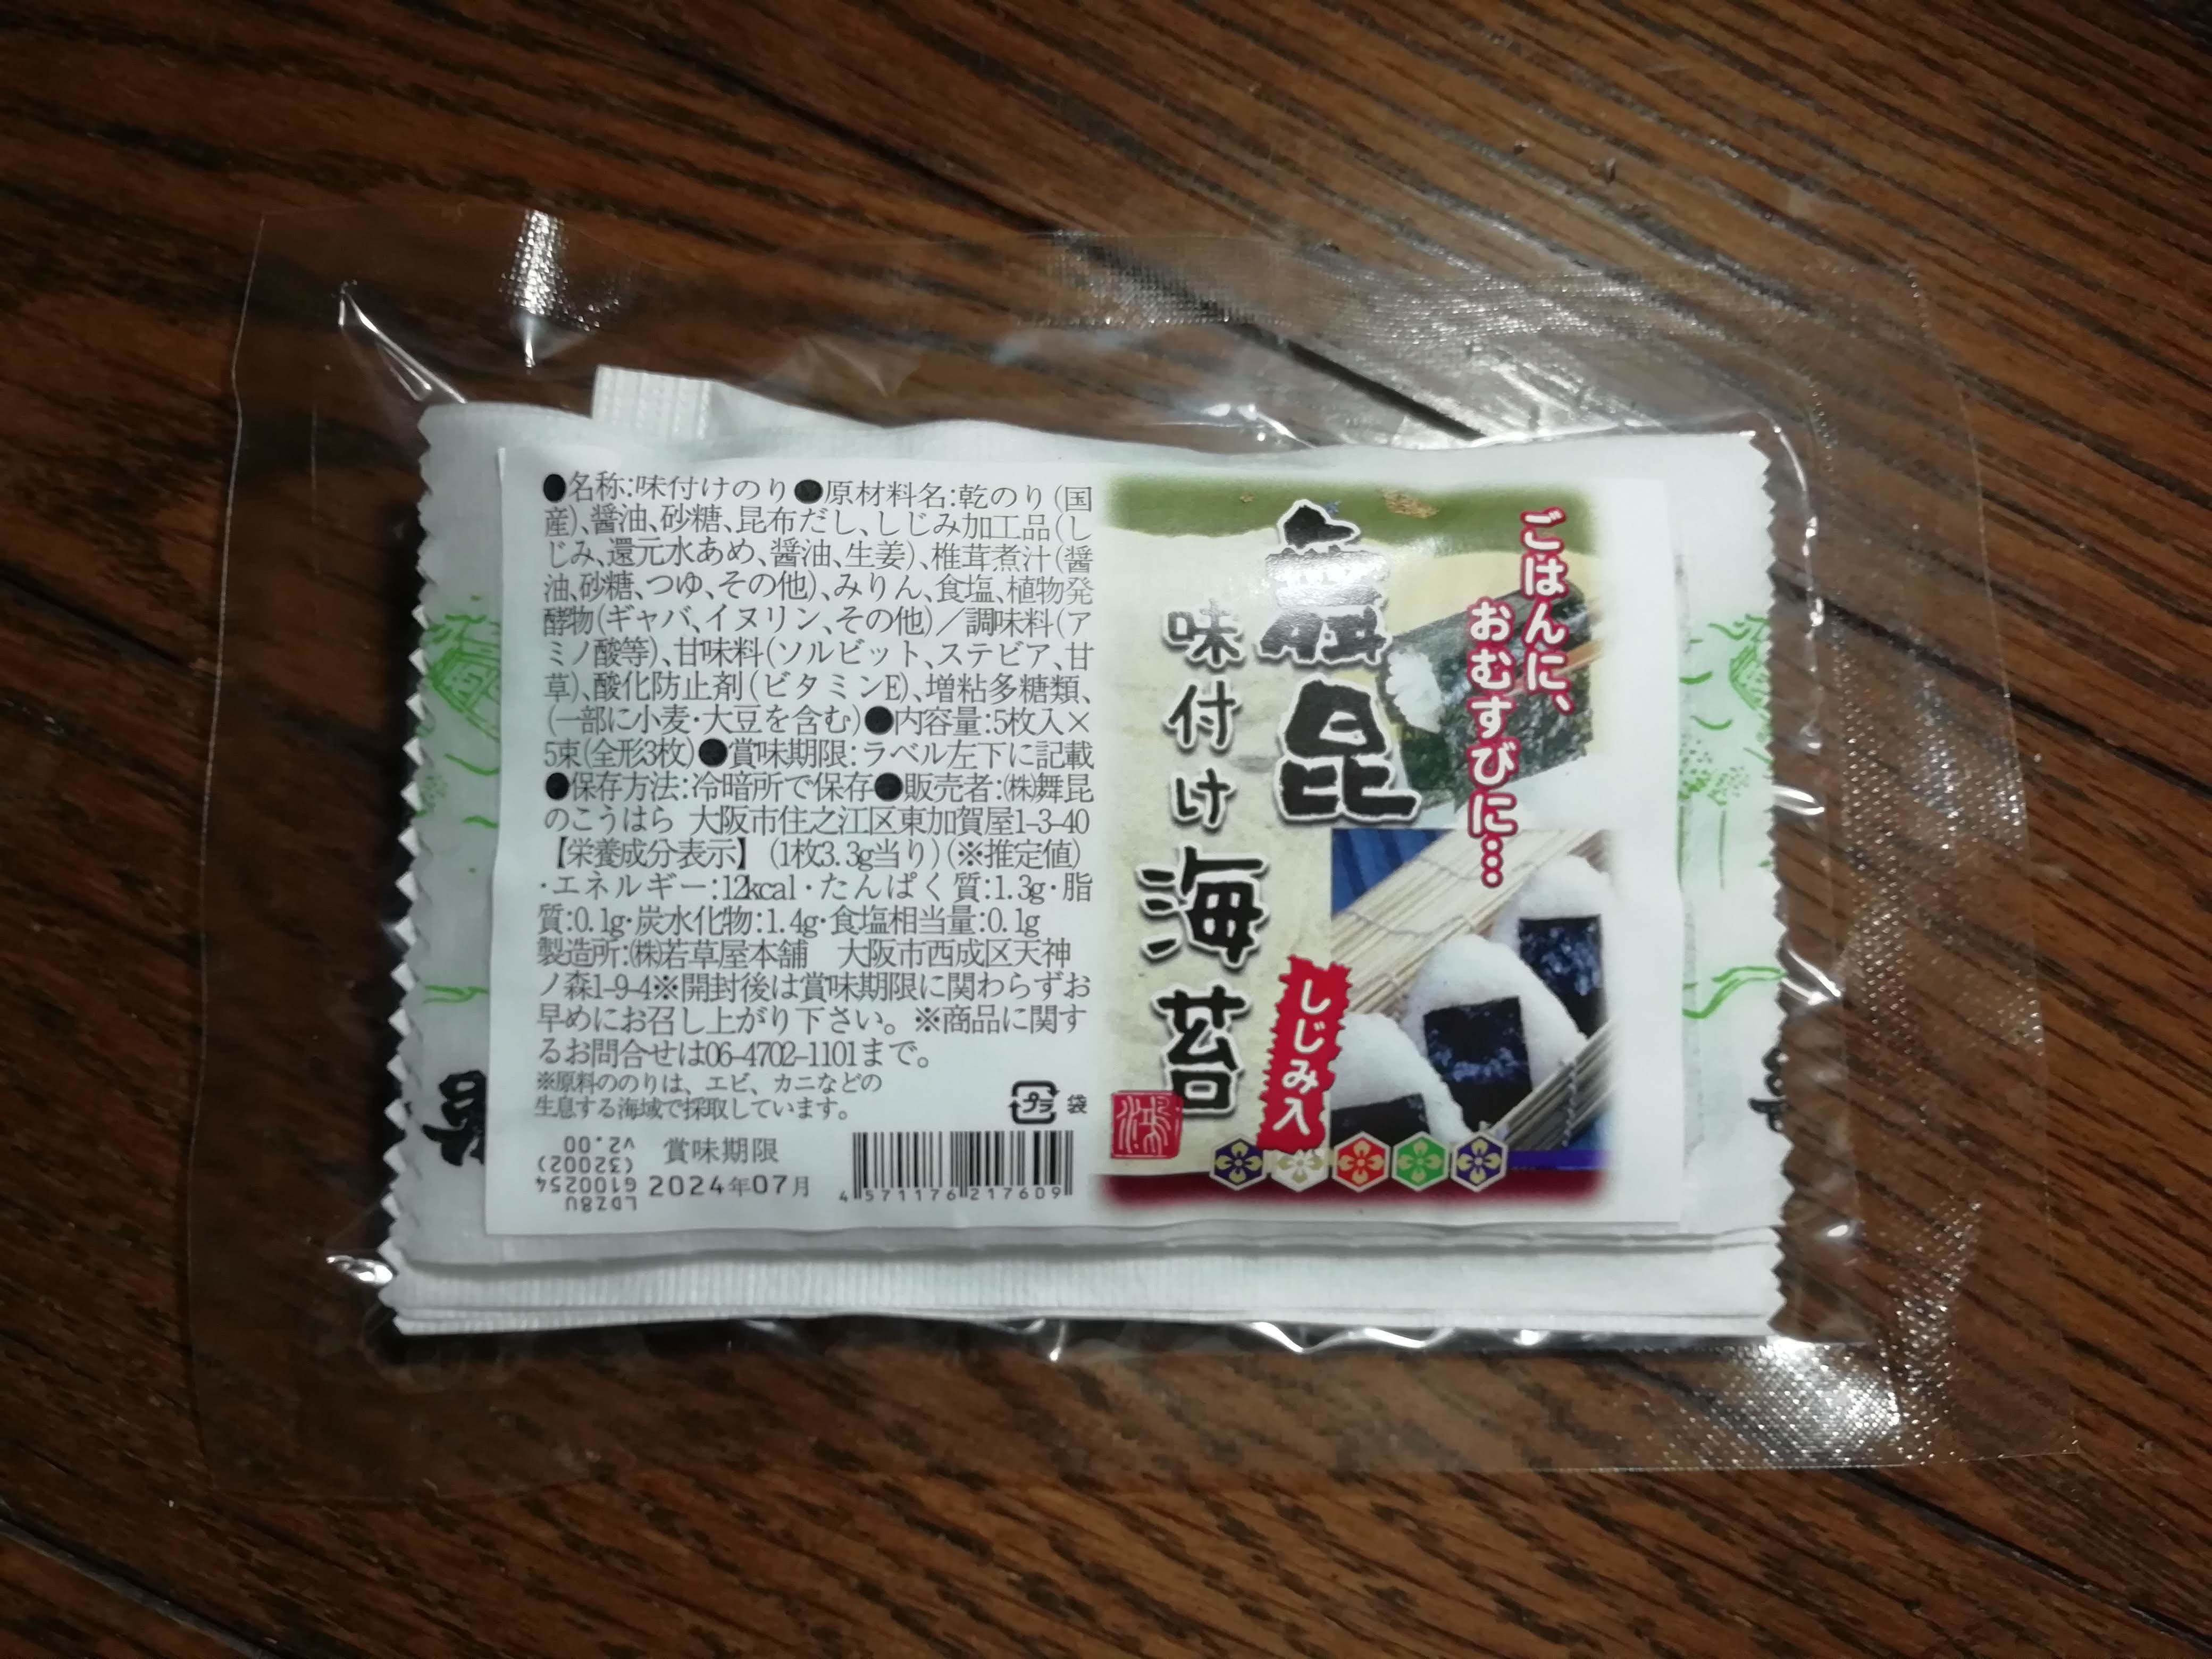 ●名称:味付けのり●原材料名:乾のり(国
産)、醤油、砂糖、昆布だし、しじみ加工品(し
じみ、還元水あめ、醤油、生姜)、椎茸煮汁(醤
油、砂糖、つゆ、その他)、みりん、食塩、植物発
酵物(ギャバ、イヌリン、その他)/調味料(ア
ミノ酸等)、甘味料(ソルビット、ステビア、甘
草)、酸化防止剤(ビタミンE)、増粘多糖類、
(一部に小麦・大豆を含む)●内容量:5枚入×
5束(全形3枚)●賞味期限:ラベル左下に記載
●保存方法:冷暗所で保存●販売者:㈱舞昆
のこうはら 大阪市住之江区東加賀屋1-3-40
【栄養成分表示】(1枚3.3g当り)(※推定値)
・エネルギー:12kcal・たんぱく質:1.3g・脂
質:0.1g・炭水化物:1.4g・食塩相当量:0.1g
製造所:㈱若草屋本舗 大阪市西成区天神
ノ森1-9-4※開封後は賞味期限に関わらずお
早めにお召し上がり下さい。※商品に関す
るお問合せは06-4702-1101まで。
※原料ののりは、エビ、カニなどの
生息する海域で採取しています。
プラ 袋
賞味期限
2024年07月
V2.00
(32002)
G100254
LDZ8U
4571176217609
ごはんに、
おむすびに…
舞昆
味付け海苔
しじみ入